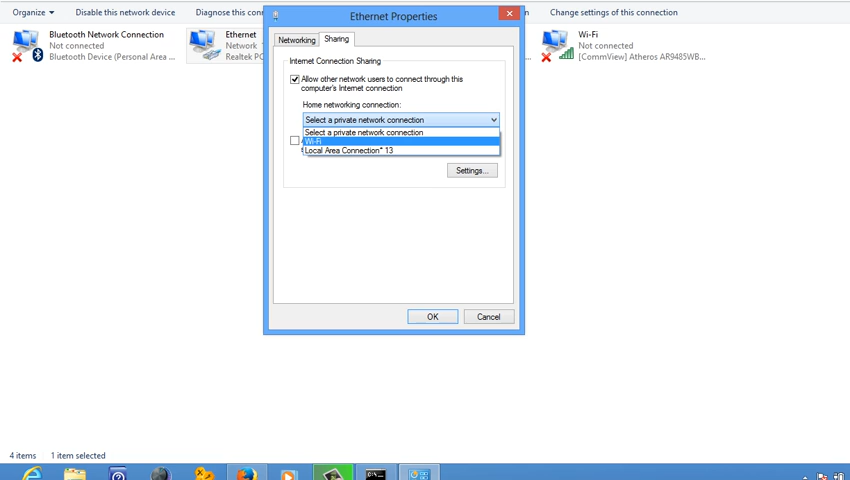 Organize
Disable this network device
Diagnose this
Change settings of this connection
Bluetooth Network Connection
Not connected
Bluetooth Device (Personal Area ...
Ethernet
Network
Realtek PC
Wi-Fi
Not connected
[CommView] Atheros AR9485WB...
Ethernet Properties
Networking
Sharing
Internet Connection Sharing
Allow other network users to connect through this
computer's Internet connection
Home networking connection:
Select a private network connection
Select a private network connection
Wi-Fi
Local Area Connection* 13
Settings...
OK
Cancel
4 items
1 item selected